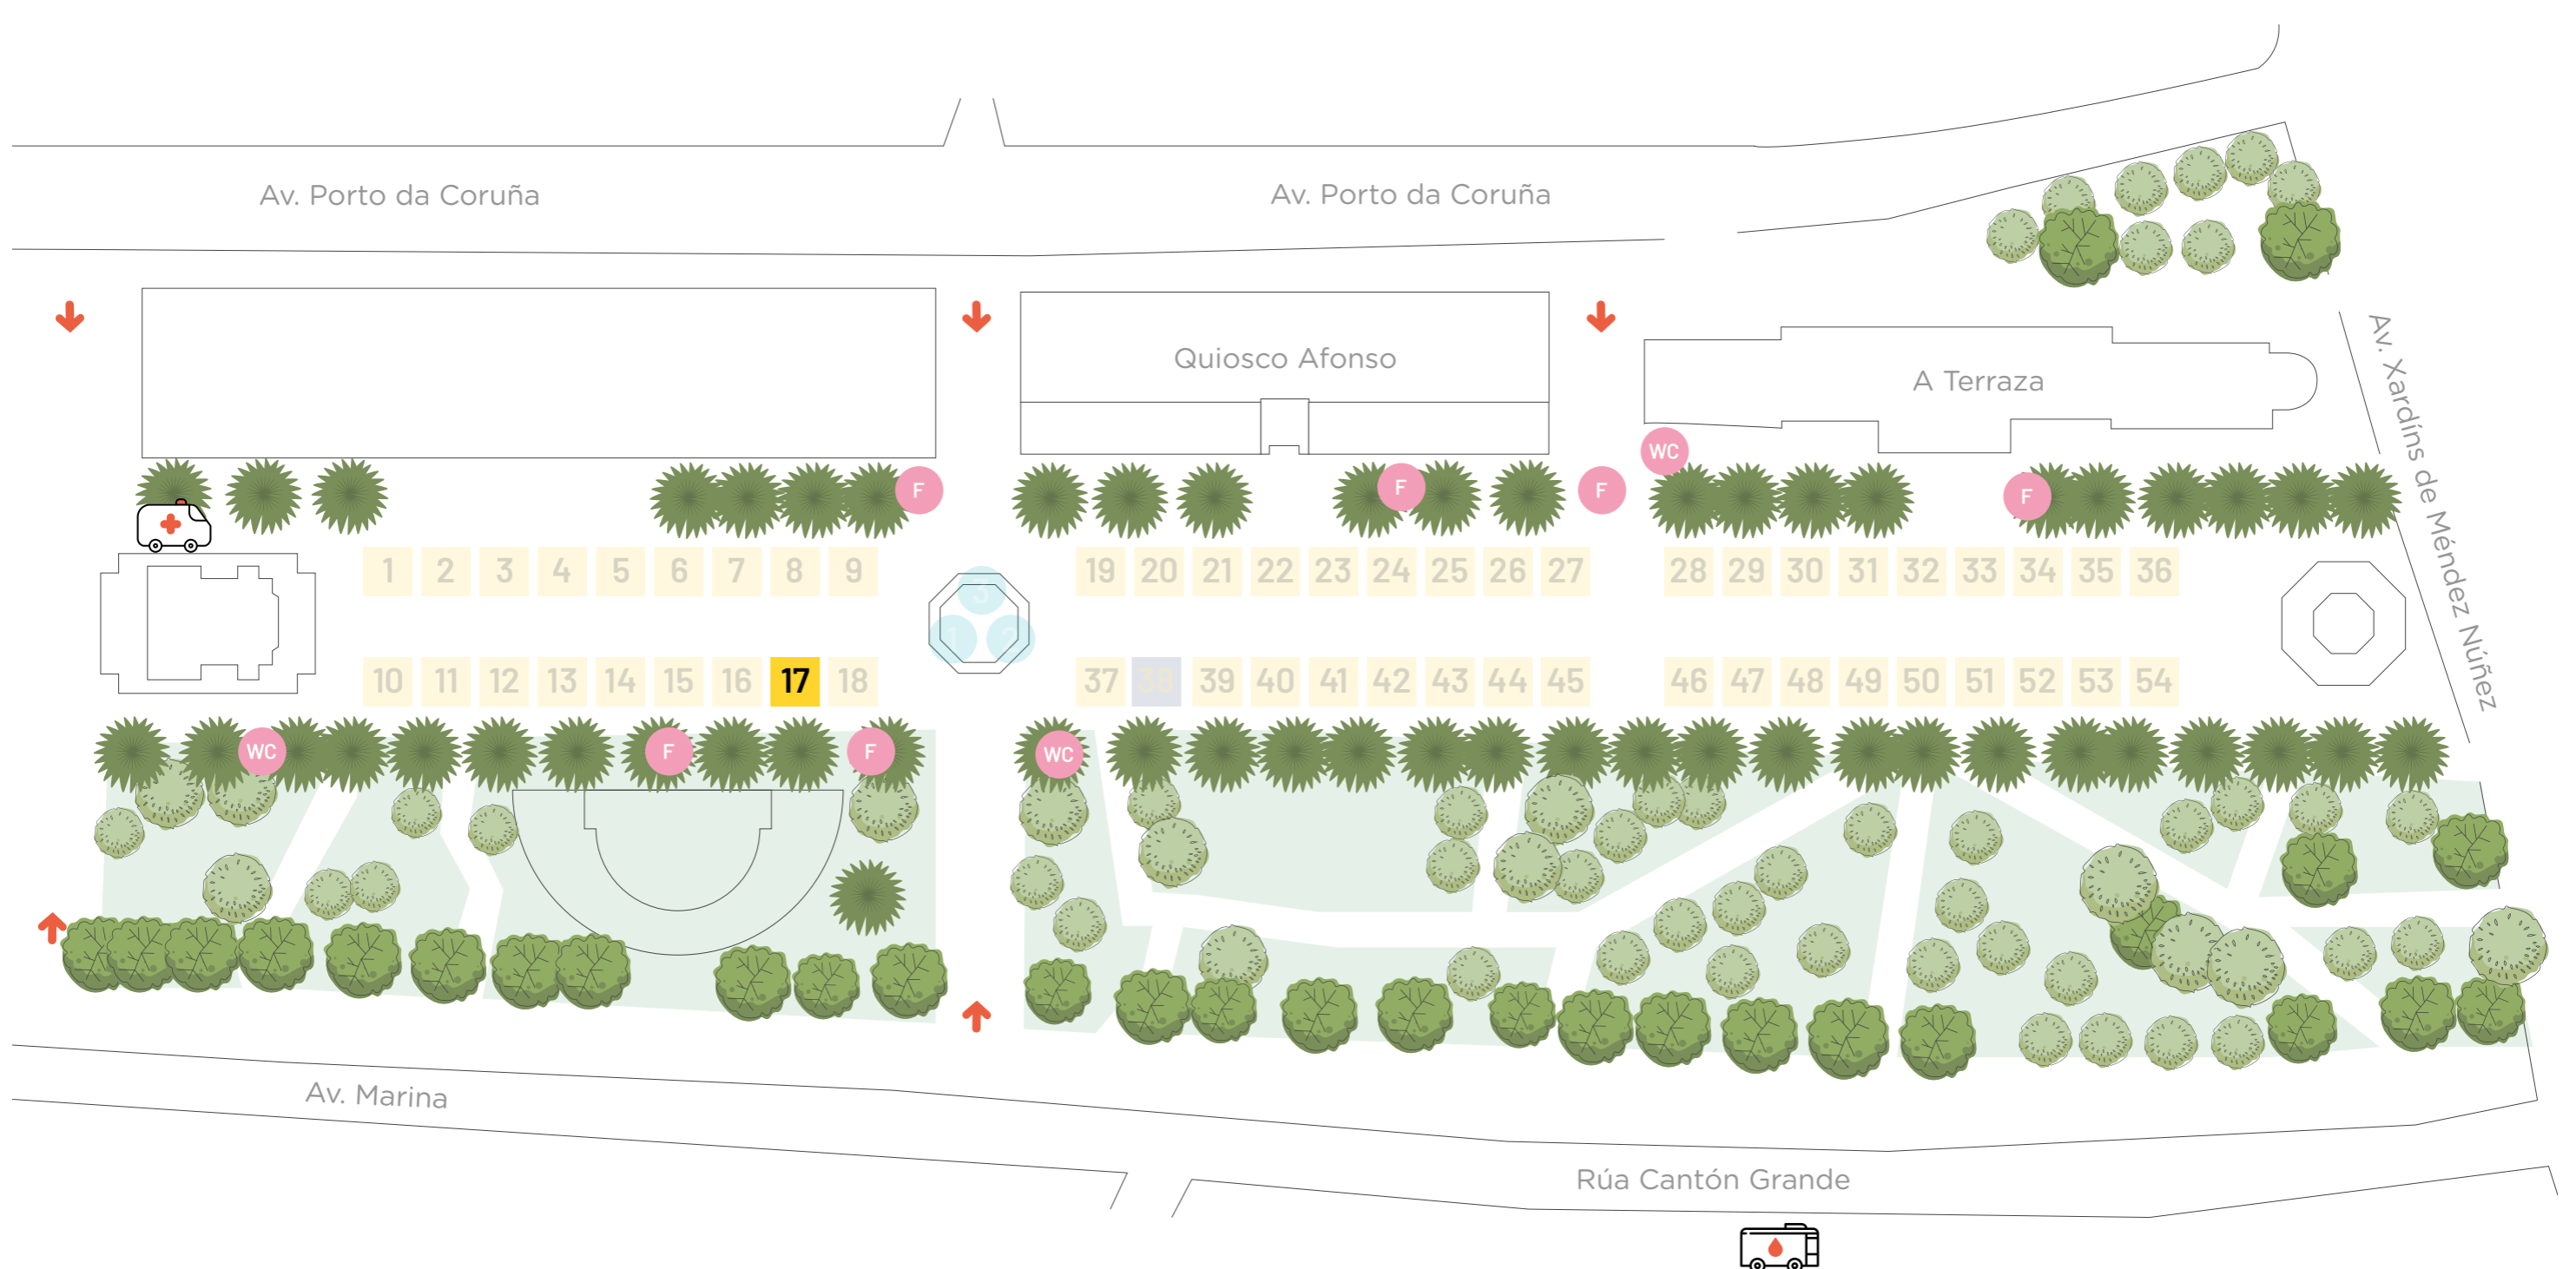 Av. Porto da Coruña
Av. Porto da Coruña
Av. Xardíns de Méndez Núñez
Quiosco Afonso
A Terraza
WC
F
F
F
F
1 2 3 4 5 6 7 8 9
19 20 21 22 23 24 25 26 27
28 29 30 31 32 33 34 35 36
3
1 2
10 11 12 13 14 15 16 17 18
37 38 39 40 41 42 43 44 45
46 47 48 49 50 51 52 53 54
WC
F
F
WC
Av. Marina
Rúa Cantón Grande